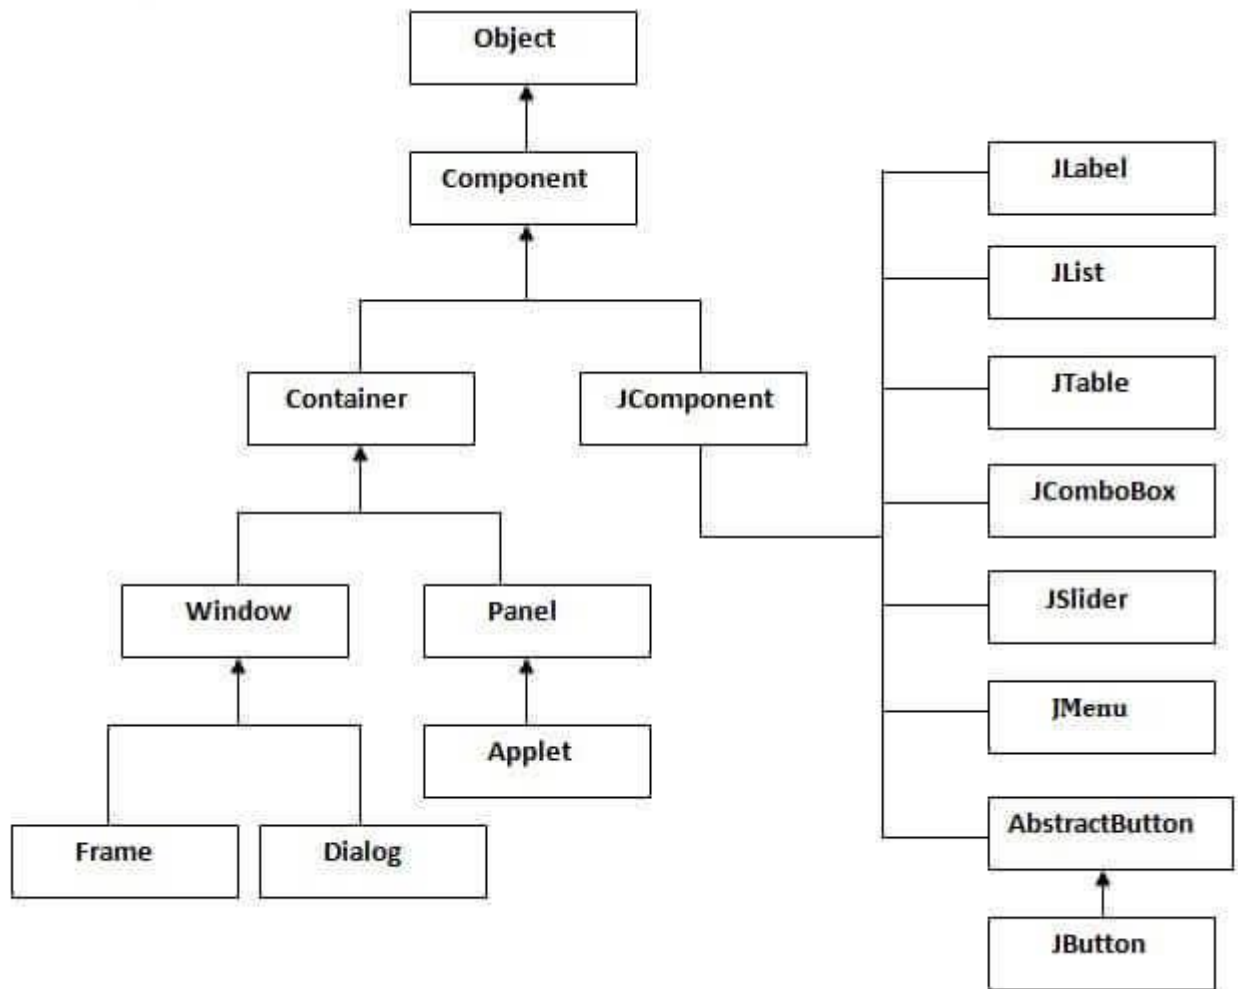 Object
Component
Container
JComponent
Window
Panel
Applet
Frame
Dialog
JLabel
JList
JTable
JComboBox
JSlider
JMenu
AbstractButton
JButton